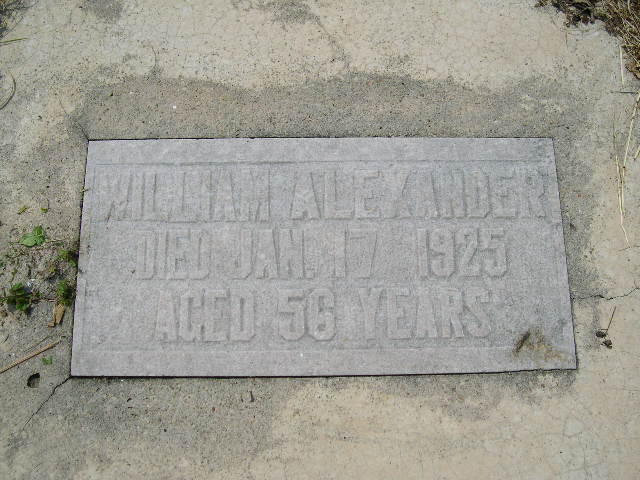 WILLIAM ALEXANDER
DIED JAN. 17 1925
AGED 56 YEARS